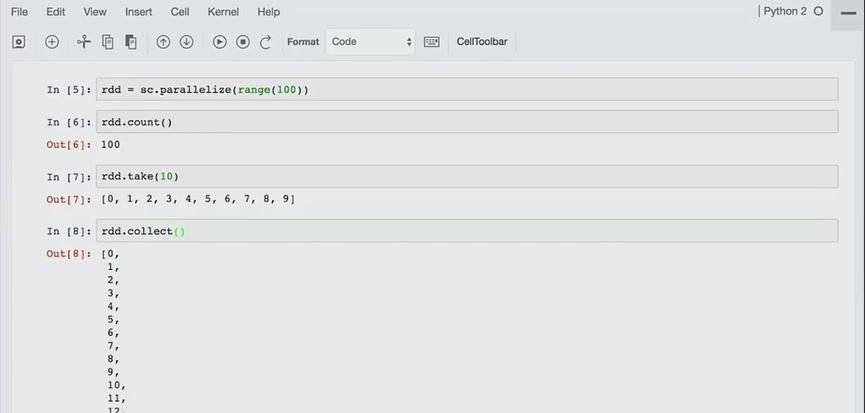 File Edit View Insert Cell Kernel Help | Python 2
Format Code CellToolbar
In [5]: rdd = sc.parallelize(range(100))
In [6]: rdd.count()
Out[6]: 100
In [7]: rdd.take(10)
Out[7]: [0, 1, 2, 3, 4, 5, 6, 7, 8, 9]
In [8]: rdd.collect()
Out[8]: [0,
1,
2,
3,
4,
5,
6,
7,
8,
9,
10,
11,
12,